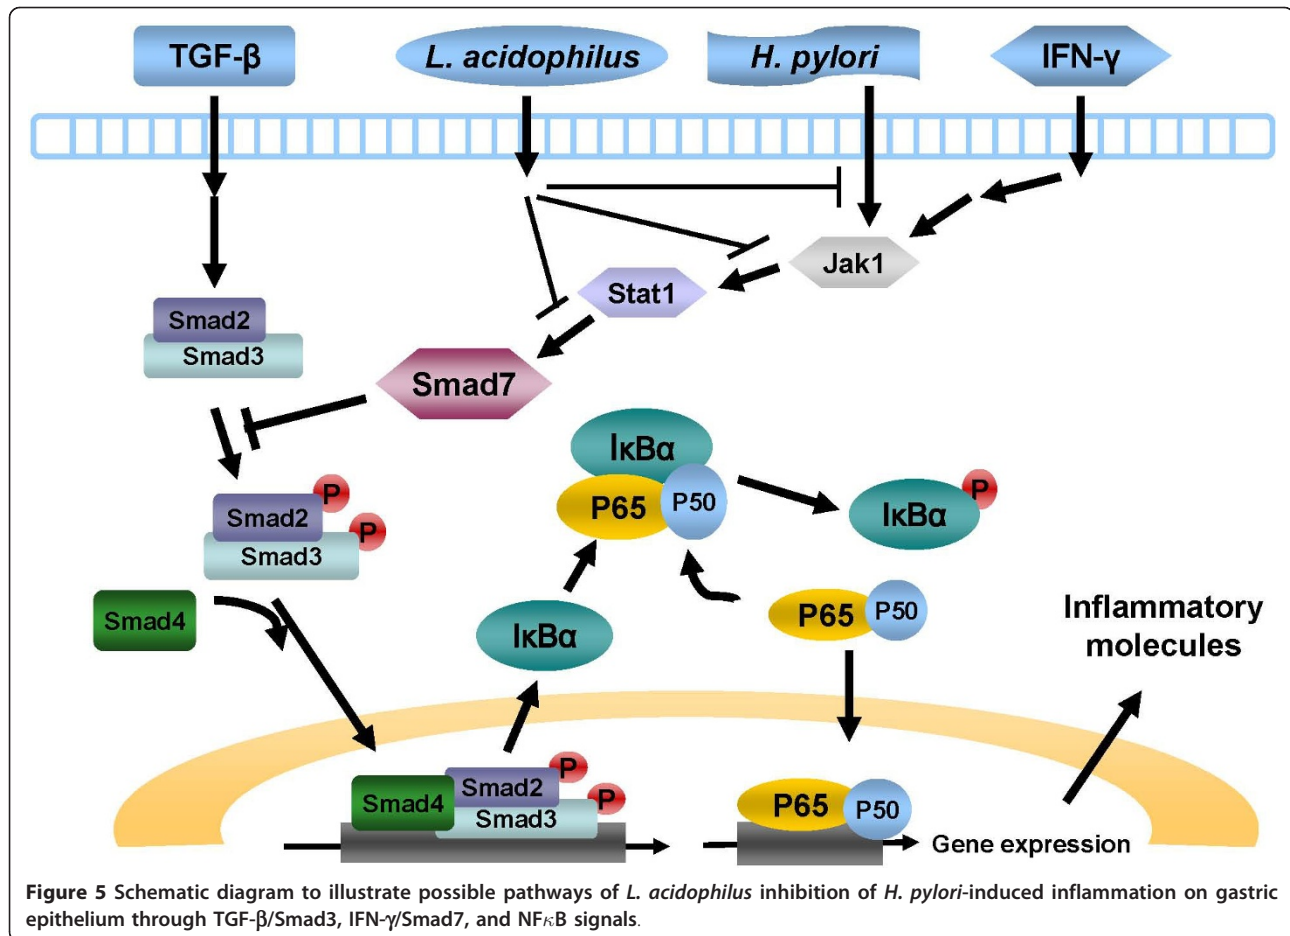 TGF-β
L. acidophilus
H. pylori
IFN-γ
Jak1
Stat1
Smad2
Smad3
Smad7
IκBα
P65
P50
IκBα
P
Smad2
P
Smad3
P
Smad4
IκBα
P65
P50
Inflammatory
molecules
Smad4
Smad2
P
Smad3
P
P65
P50
Gene expression
Figure 5 Schematic diagram to illustrate possible pathways of L. acidophilus inhibition of H. pylori-induced inflammation on gastric
epithelium through TGF-β/Smad3, IFN-γ/Smad7, and NFκB signals.